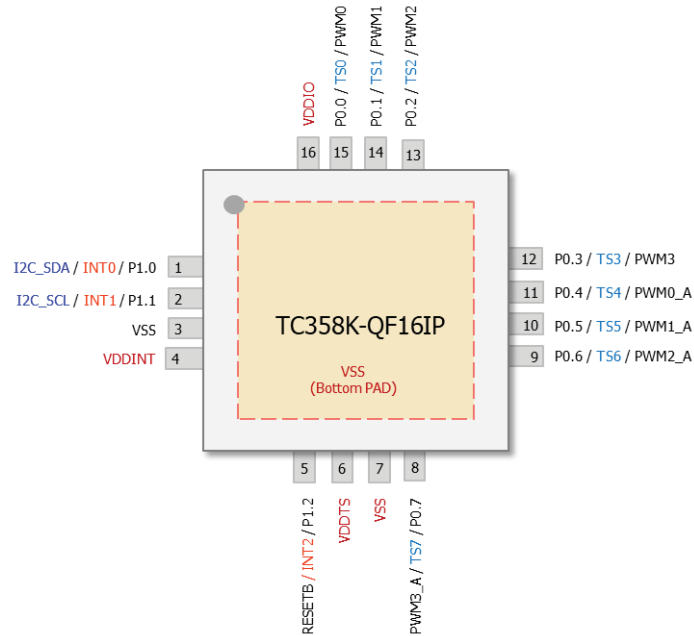 VDDIO
P0.0 / TS0 / PWM0
P0.1 / TS1 / PWM1
P0.2 / TS2 / PWM2
16
15
14
13
I2C_SDA / INT0 / P1.0
1
I2C_SCL / INT1 / P1.1
2
VSS
3
VDDINT
4
12
P0.3 / TS3 / PWM3
11
P0.4 / TS4 / PWM0_A
10
P0.5 / TS5 / PWM1_A
9
P0.6 / TS6 / PWM2_A
TC358K-QF16IP
VSS
(Bottom PAD)
5
6
7
8
RESETB / INT2 / P1.2
VDDTS
VSS
PWM3_A / TS7 / P0.7